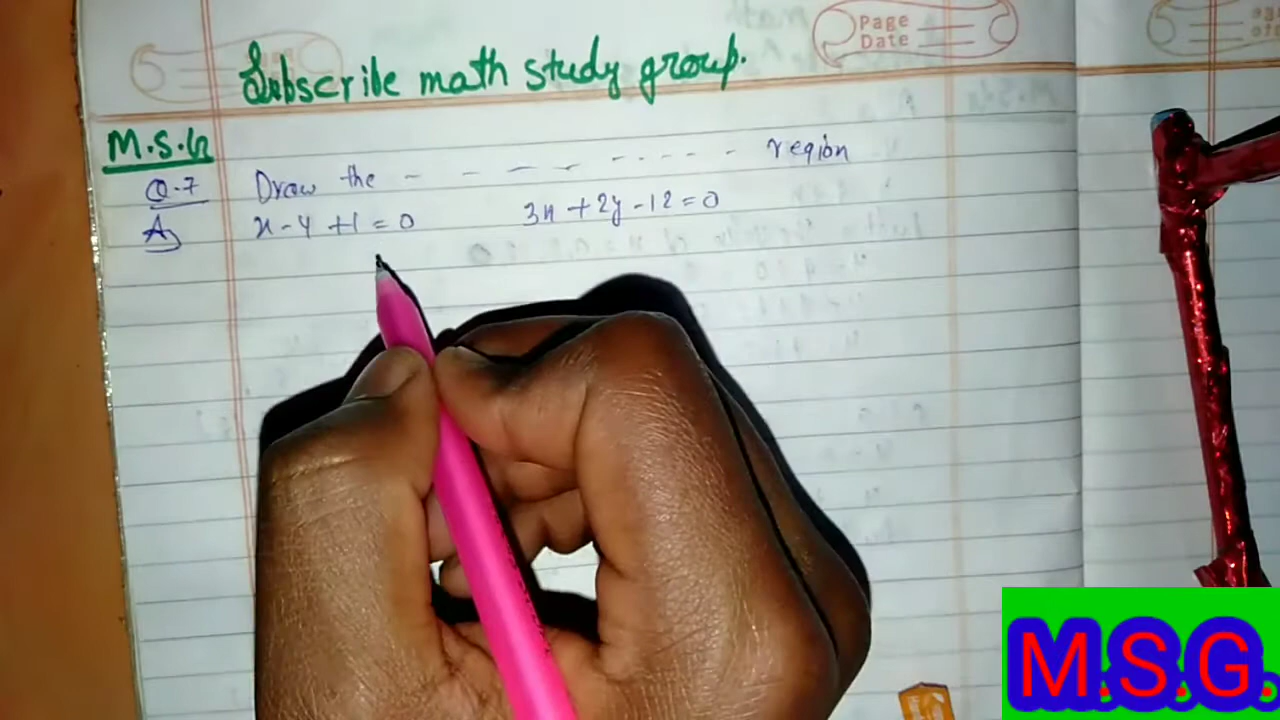 Page
Date
Subscribe math study group.
M.S.G
Q.7 Draw the - - - - - - - - - - region
A x - y + 1 = 0 3x + 2y - 12 = 0
M.S.G.